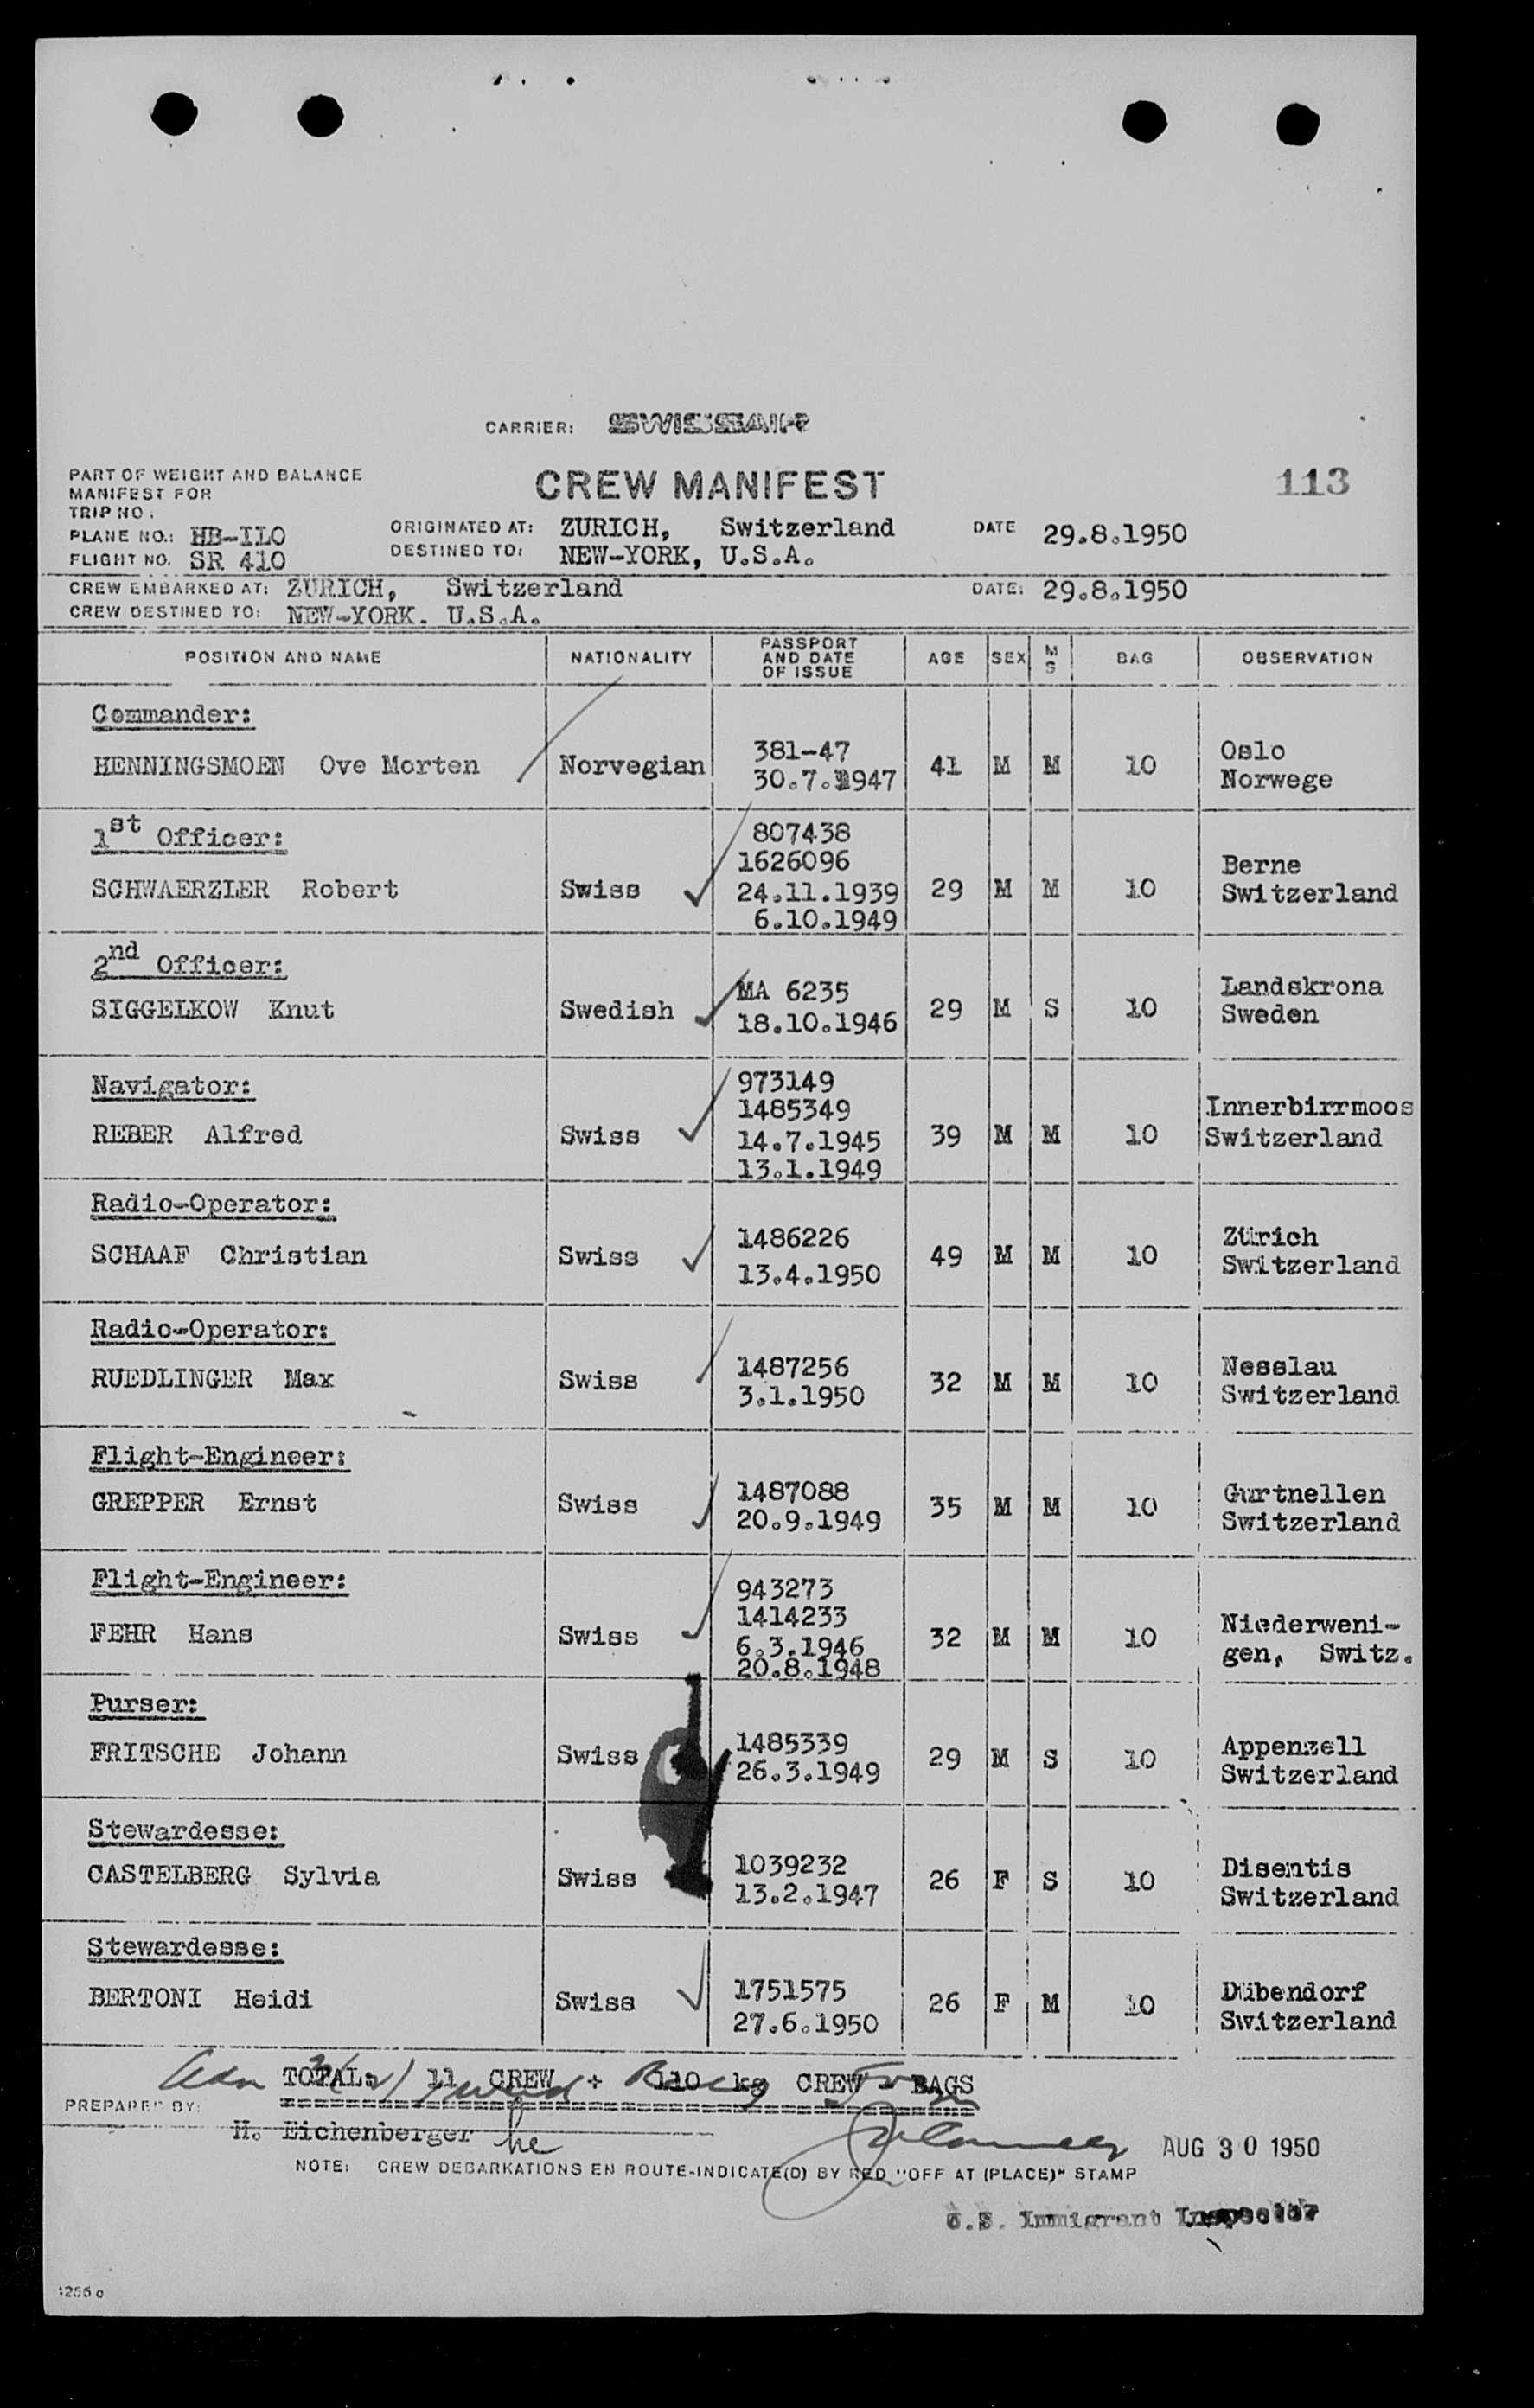 CARRIER: SWISSAIR
PART OF WEIGHT AND BALANCE
MANIFEST FOR
TRIP NO.
CREW MANIFEST
113
PLANE NO.: HB-ILO
FLIGHT NO. SR 410
ORIGINATED AT: ZURICH, Switzerland
DESTINED TO: NEW-YORK, U.S.A.
DATE 29.8.1950
CREW EMBARKED AT: ZURICH, Switzerland DATE: 29.8.1950
CREW DESTINED TO: NEW-YORK. U.S.A.
POSITION AND NAME NATIONALITY PASSPORT AND DATE OF ISSUE AGE SEX M S BAG OBSERVATION
Commander:
HENNINGSMOEN Ove Morten Norvegian 381-47 30.7.1947 41 M M 10 Oslo Norwege
1st Officer:
SCHWAERZLER Robert Swiss 807438 1626096 24.11.1939 6.10.1949 29 M M 10 Berne Switzerland
2nd Officer:
SIGGELKOW Knut Swedish MA 6235 18.10.1946 29 M S 10 Landskrona Sweden
Navigator:
REBER Alfred Swiss 973149 1485349 14.7.1945 13.1.1949 39 M M 10 Innerbirrmoos Switzerland
Radio-Operator:
SCHAAF Christian Swiss 1486226 13.4.1950 49 M M 10 Zürich Switzerland
Radio-Operator:
RUEDLINGER Max Swiss 1487256 3.1.1950 32 M M 10 Nesslau Switzerland
Flight-Engineer:
GREPPER Ernst Swiss 1487088 20.9.1949 35 M M 10 Gurtnellen Switzerland
Flight-Engineer:
FEHR Hans Swiss 943273 1414233 6.3.1946 20.8.1948 32 M M 10 Niederweni-gen, Switz.
Purser:
FRITSCHE Johann Swiss 1485339 26.3.1949 29 M S 10 Appenzell Switzerland
Stewardesse:
CASTELBERG Sylvia Swiss 1039232 13.2.1947 26 F S 10 Disentis Switzerland
Stewardesse:
BERTONI Heidi Swiss 1751575 27.6.1950 26 F M 10 Dübendorf Switzerland
TOTAL: 11 CREW + 110 kg CREW - BAGS
PREPARED BY:
H. Eichenberger
AUG 30 1950
NOTE: CREW DEBARKATIONS EN ROUTE-INDICATE(D) BY RED "OFF AT (PLACE)" STAMP
U.S. Immigrant Inspector